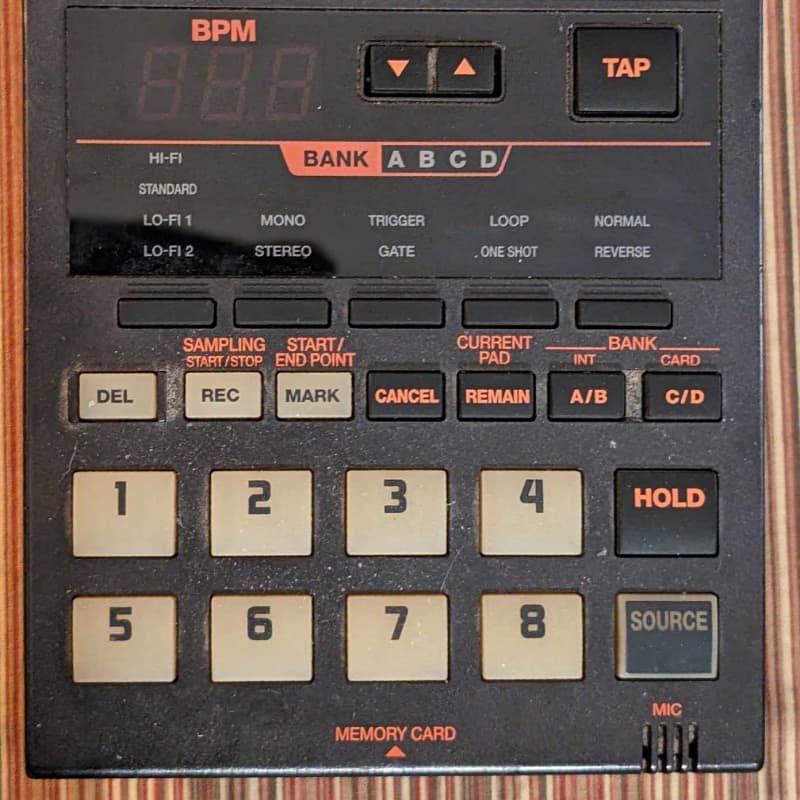 BPM
▼ ▲ TAP
BANK A B C D
HI-FI
STANDARD
LO-FI 1 MONO TRIGGER LOOP NORMAL
LO-FI 2 STEREO GATE ONE SHOT REVERSE
SAMPLING START/ CURRENT BANK
START/STOP END POINT PAD INT CARD
DEL REC MARK CANCEL REMAIN A/B C/D
1 2 3 4 HOLD
5 6 7 8 SOURCE
MIC
MEMORY CARD
▲